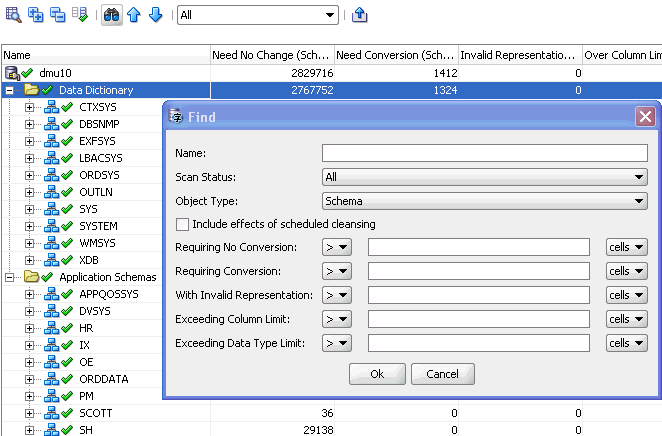 All
Name Need No Change (Sch... Need Conversion (Sch... Invalid Representatio... Over Column Lim
dmu10 2829716 1412 0
Data Dictionary 2767752 1324 0
CTXSYS
DBSNMP
EXFSYS
LBACSYS
ORDSYS
OUTLN
SYS
SYSTEM
WMSYS
XDB
Application Schemas
APPQOSSYS
DVSYS
HR
IX
OE
ORDDATA
PM
SCOTT 36 0 0
SH 29138 0 0
Find
Name:
Scan Status: All
Object Type: Schema
Include effects of scheduled cleansing
Requiring No Conversion: > cells
Requiring Conversion: > cells
With Invalid Representation: > cells
Exceeding Column Limit: > cells
Exceeding Data Type Limit: > cells
Ok Cancel